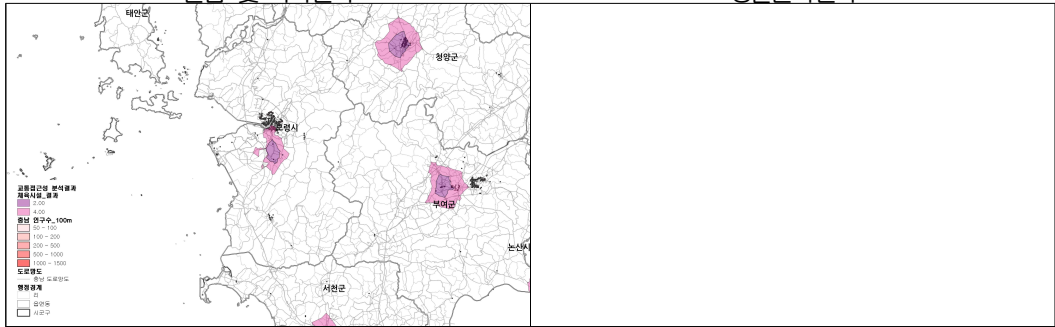 태안군
청양군
보령시
부여군
논산시
서천군
교통접근성 분석결과
체육시설_결과
2.00
4.00
충남 인구수_100m
50 - 100
100 - 200
200 - 500
500 - 1000
1000 - 1500
도로망도
충남 도로망도
행정경계
리
읍면동
시군구